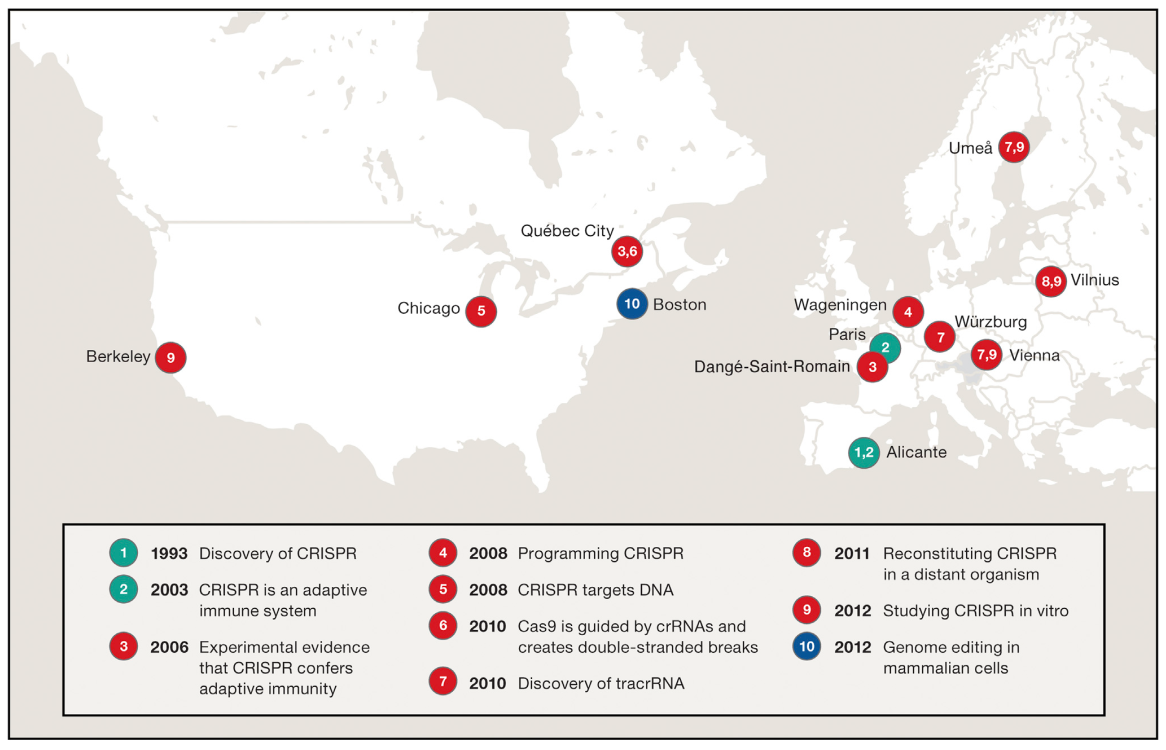 Umeå 7,9
Québec City
3,6
8,9 Vilnius
Chicago 5
10 Boston
Wageningen 4
Würzburg
7
Paris
2
7,9 Vienna
Berkeley 9
Dangé-Saint-Romain 3
1,2 Alicante
1 1993 Discovery of CRISPR
2 2003 CRISPR is an adaptive
immune system
3 2006 Experimental evidence
that CRISPR confers
adaptive immunity
4 2008 Programming CRISPR
5 2008 CRISPR targets DNA
6 2010 Cas9 is guided by crRNAs and
creates double-stranded breaks
7 2010 Discovery of tracrRNA
8 2011 Reconstituting CRISPR
in a distant organism
9 2012 Studying CRISPR in vitro
10 2012 Genome editing in
mammalian cells